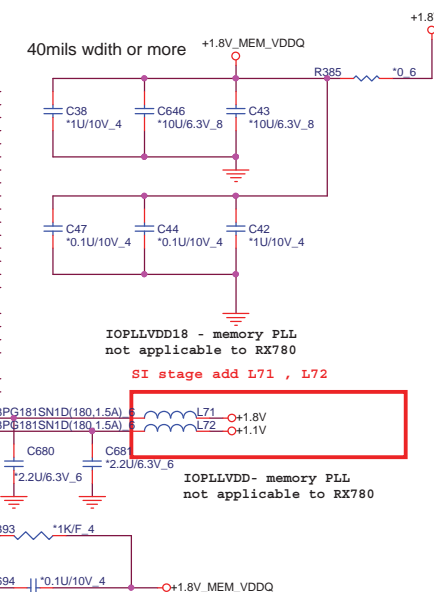 +1.8
40mils wdith or more
+1.8V_MEM_VDDQ
R385
*0_6
C38
*1U/10V_4
C646
*10U/6.3V_8
C43
*10U/6.3V_8
C47
*0.1U/10V_4
C44
*0.1U/10V_4
C42
*1U/10V_4
IOPLLVDD18 - memory PLL
not applicable to RX780
SI stage add L71 , L72
BPG181SN1D(180,1.5A)_6
L71
+1.8V
BPG181SN1D(180,1.5A)_6
L72
+1.1V
C680
*2.2U/6.3V_6
C681
*2.2U/6.3V_6
IOPLLVDD- memory PLL
not applicable to RX780
393
*1K/F_4
694
*0.1U/10V_4
+1.8V_MEM_VDDQ